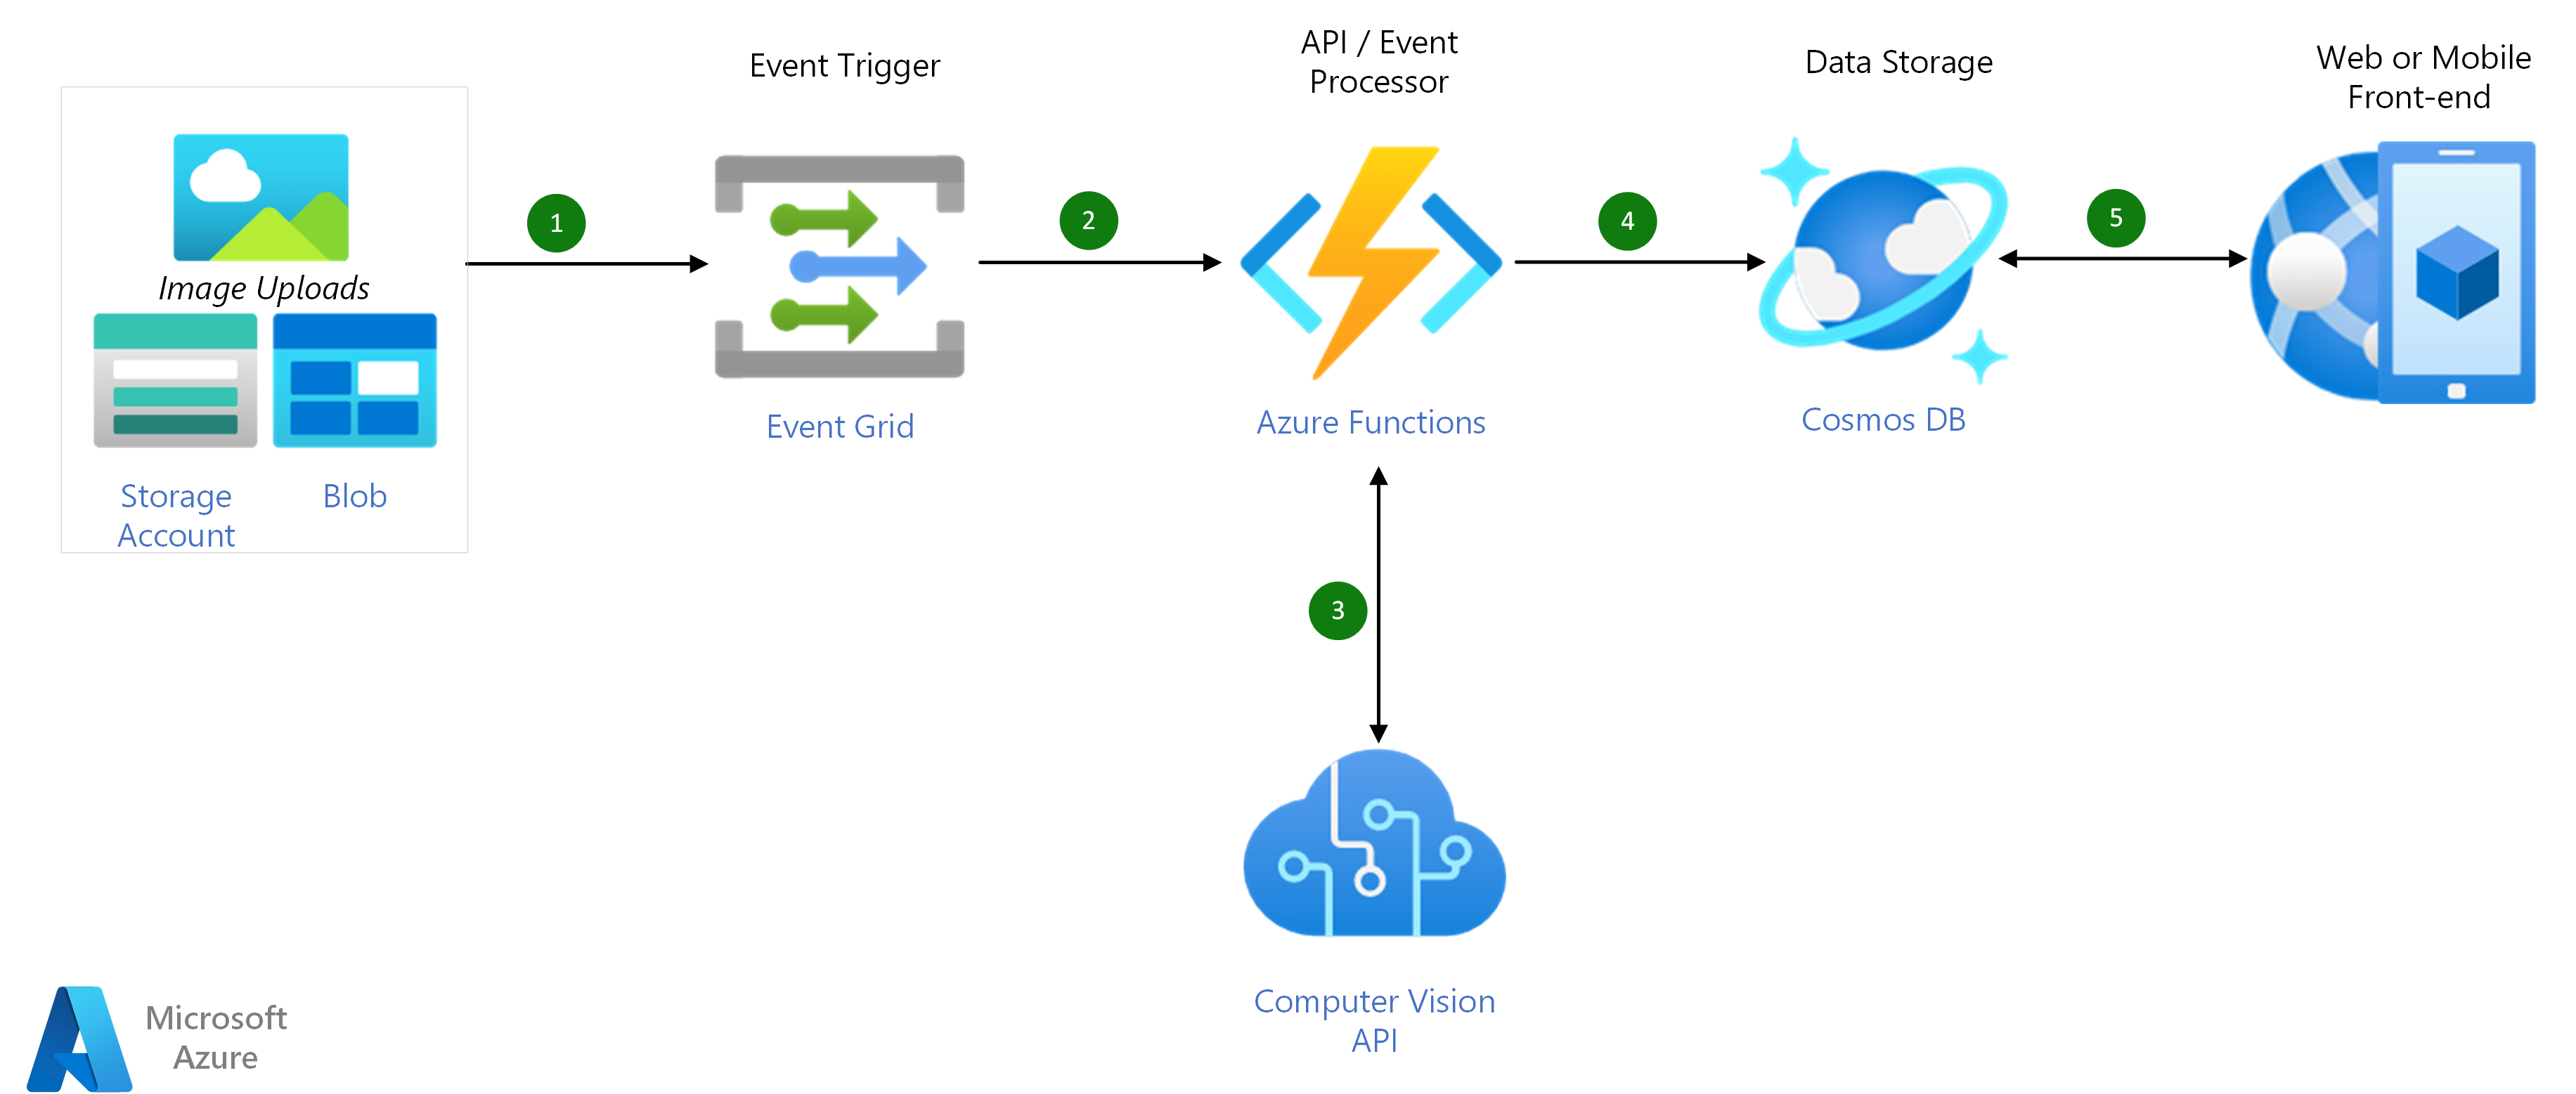 Event Trigger
API / Event
Processor
Data Storage
Web or Mobile
Front-end
Image Uploads
1
2
4
5
Storage
Account
Blob
Event Grid
Azure Functions
Cosmos DB
3
Computer Vision
API
Microsoft
Azure